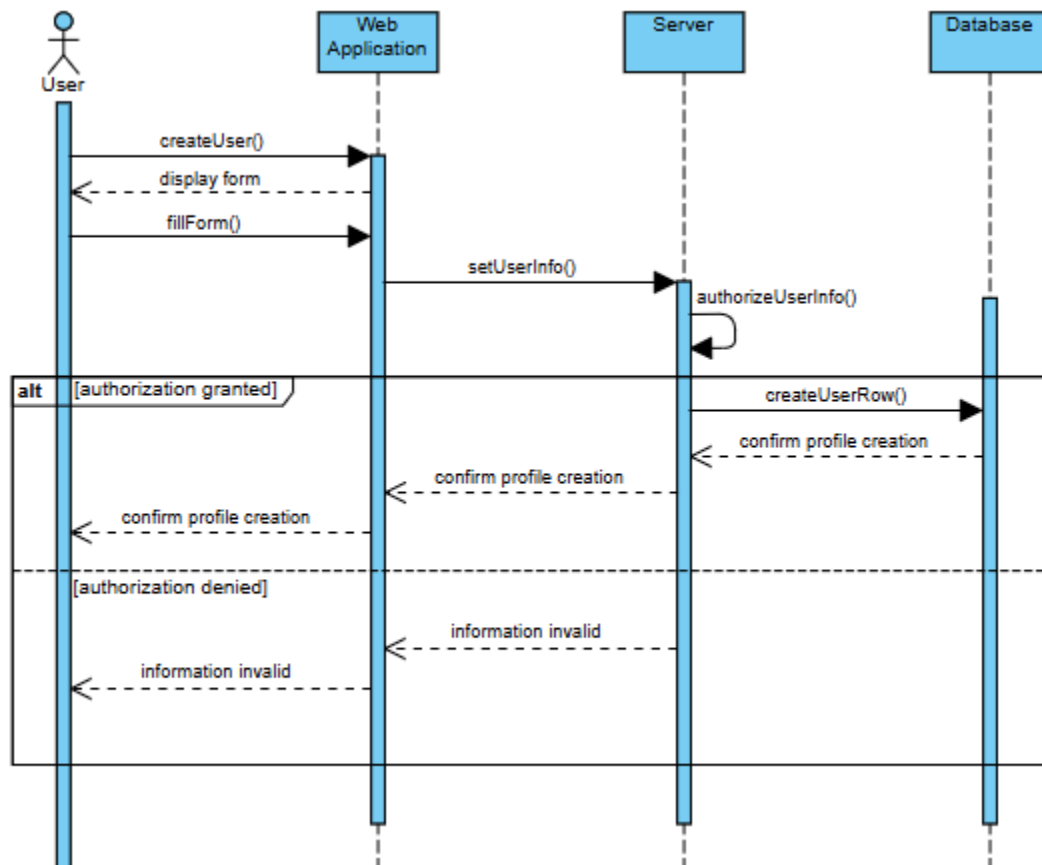 Web
Application
Server
Database
User
createUser()
display form
fillForm()
setUserInfo()
authorizeUserInfo()
alt [authorization granted]
createUserRow()
confirm profile creation
confirm profile creation
confirm profile creation
[authorization denied]
information invalid
information invalid